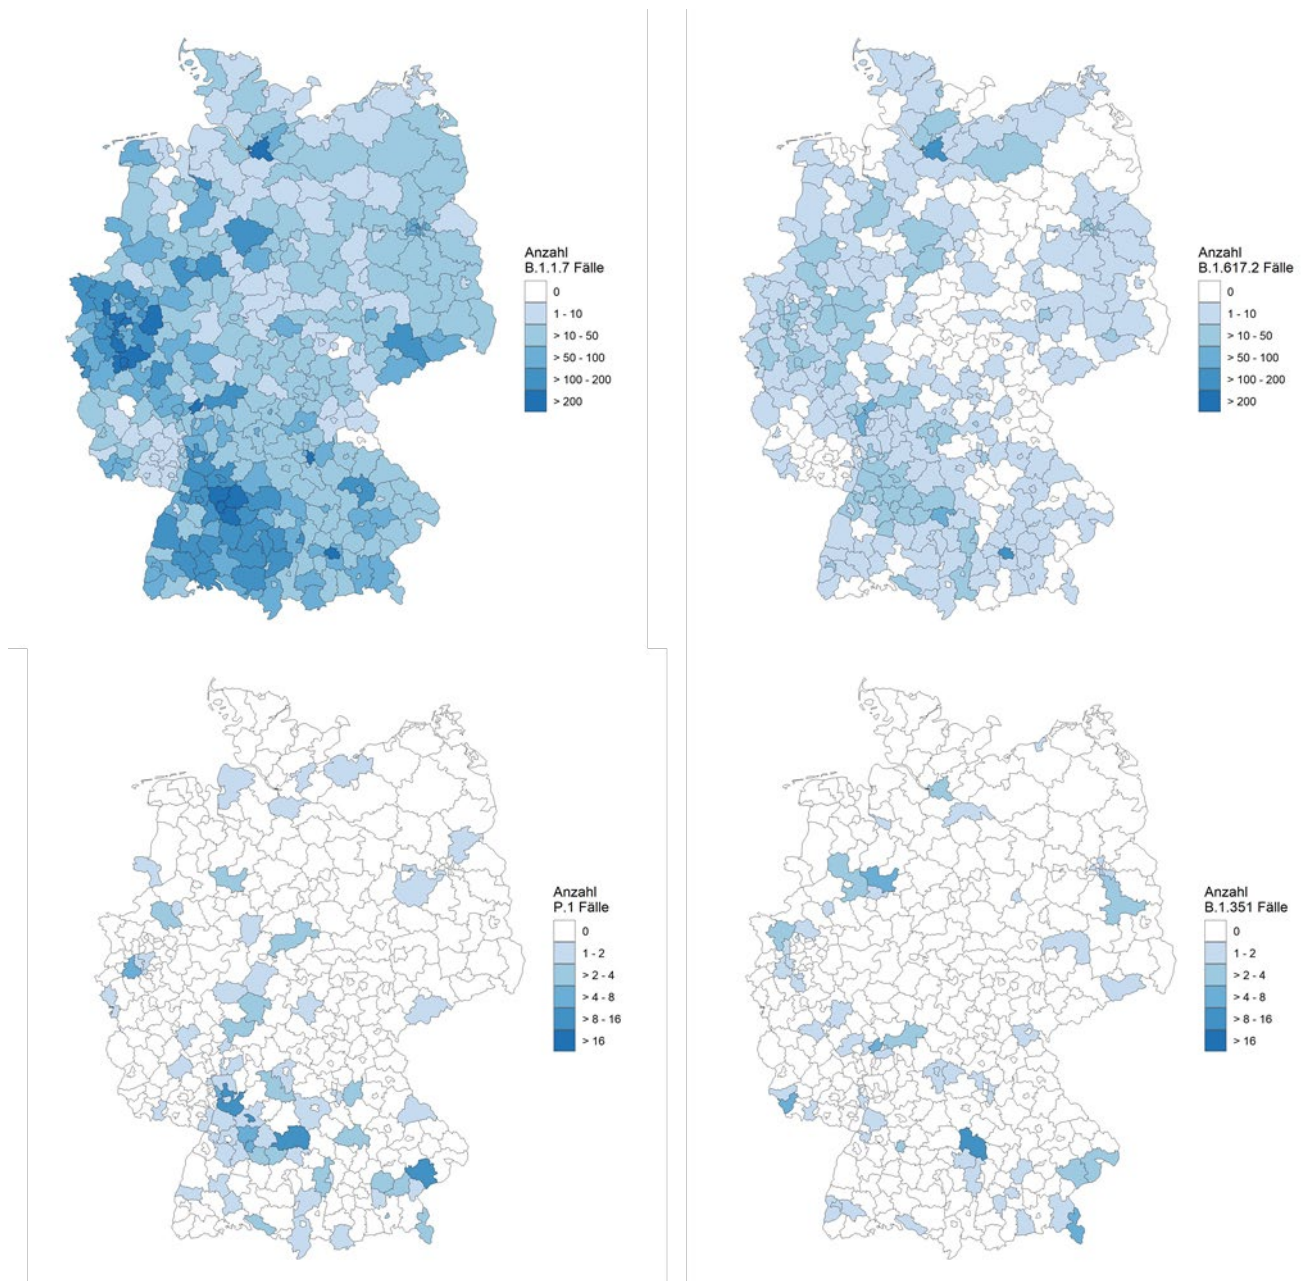 Anzahl
B.1.1.7 Fälle
0
1 - 10
> 10 - 50
> 50 - 100
> 100 - 200
> 200
Anzahl
B.1.617.2 Fälle
0
1 - 10
> 10 - 50
> 50 - 100
> 100 - 200
> 200
Anzahl
P.1 Fälle
0
1 - 2
> 2 - 4
> 4 - 8
> 8 - 16
> 16
Anzahl
B.1.351 Fälle
0
1 - 2
> 2 - 4
> 4 - 8
> 8 - 16
> 16